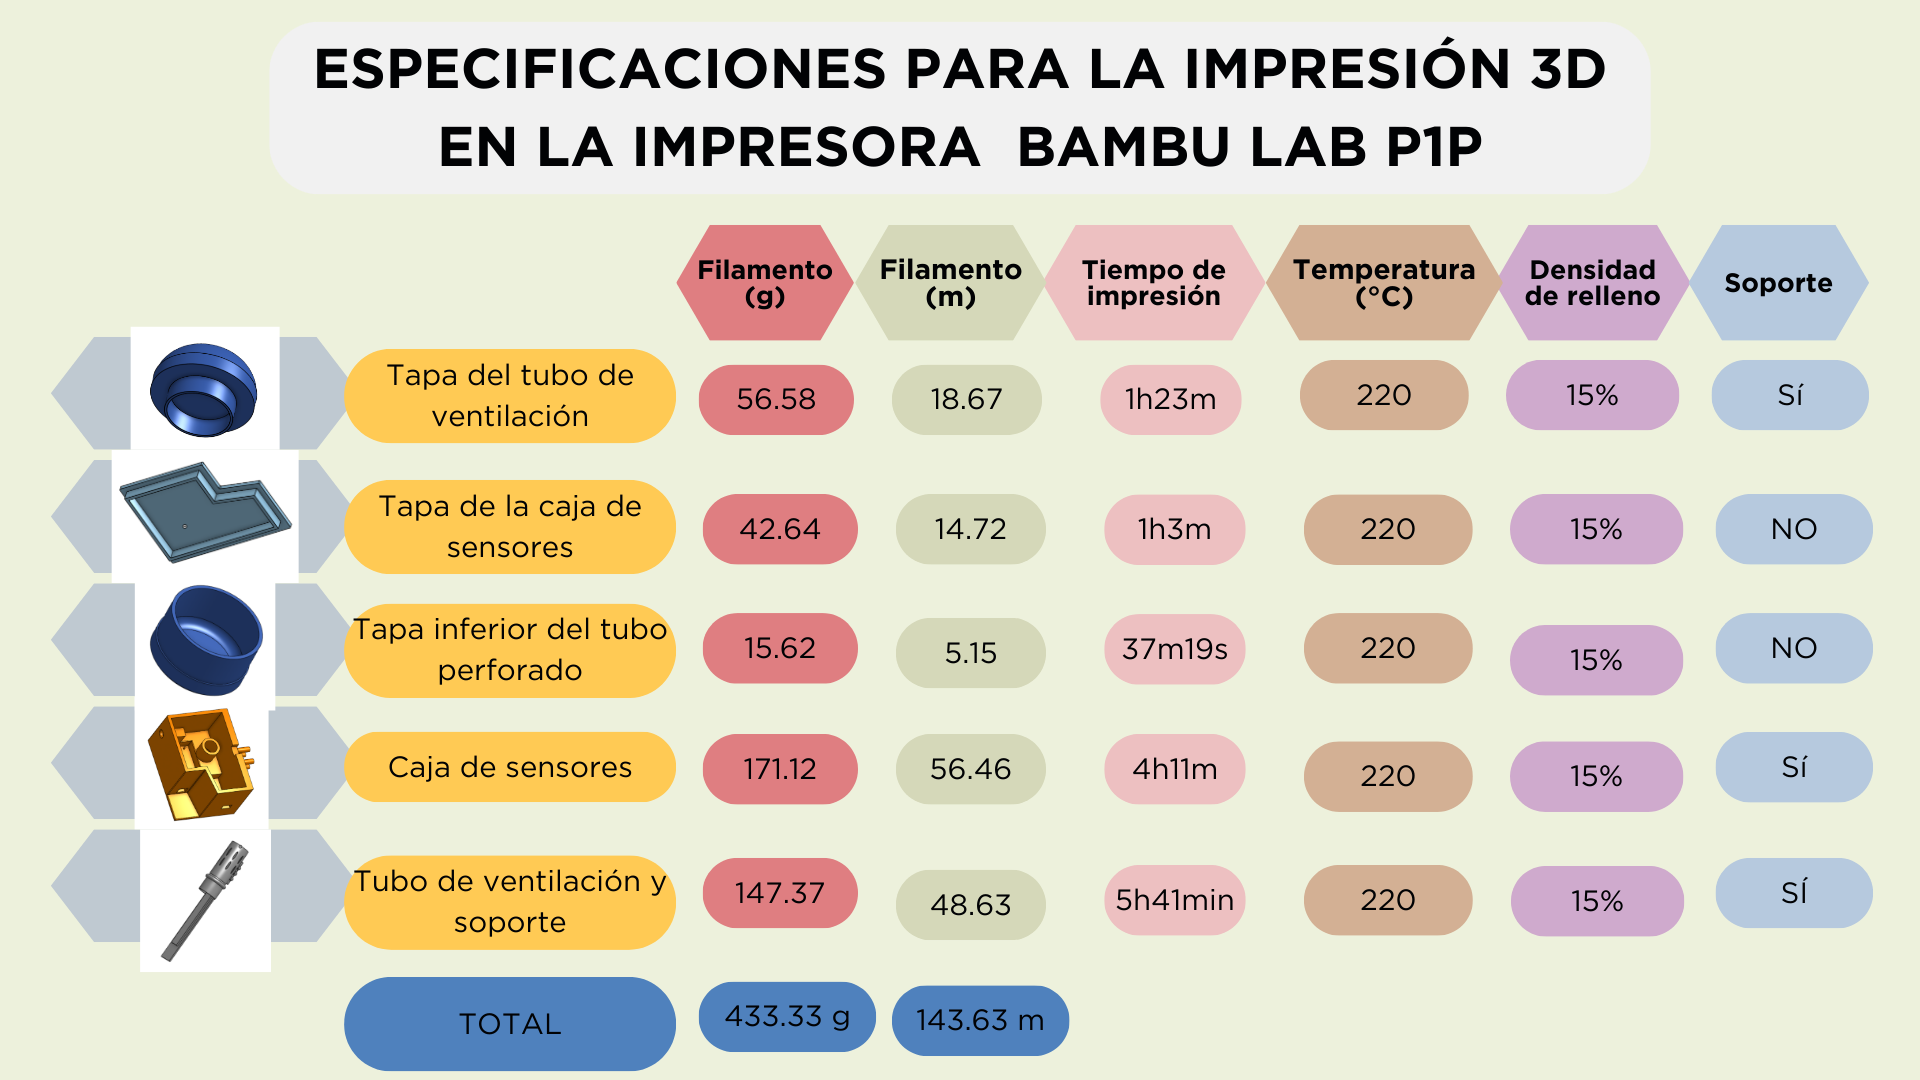 ESPECIFICACIONES PARA LA IMPRESIÓN 3D
EN LA IMPRESORA  BAMBU LAB P1P
Filamento
(g)
Filamento
(m)
Tiempo de
impresión
Temperatura
(°C)
Densidad
de relleno
Soporte
Tapa del tubo de
ventilación
56.58
18.67
1h23m
220
15%
Sí
Tapa de la caja de
sensores
42.64
14.72
1h3m
220
15%
NO
Tapa inferior del tubo
perforado
15.62
5.15
37m19s
220
15%
NO
Caja de sensores
171.12
56.46
4h11m
220
15%
Sí
Tubo de ventilación y
soporte
147.37
48.63
5h41min
220
15%
SÍ
TOTAL
433.33 g
143.63 m